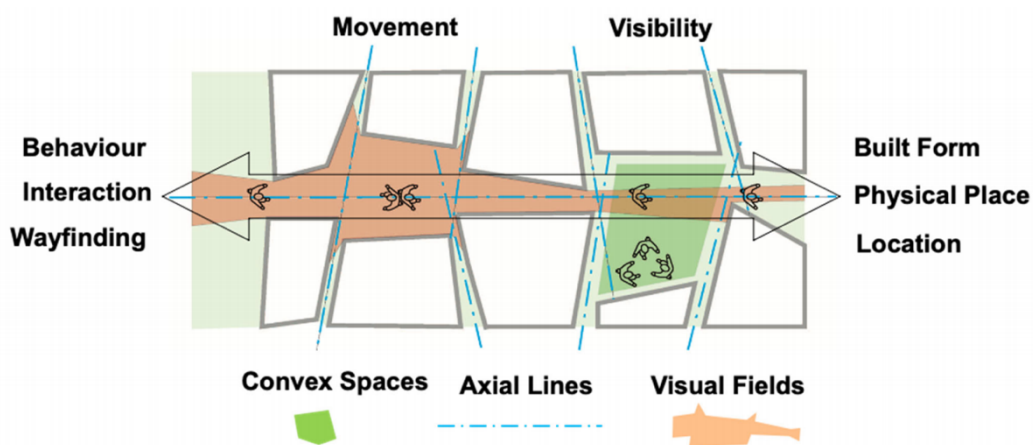 Movement
Visibility
Behaviour
Interaction
Wayfinding
Built Form
Physical Place
Location
Convex Spaces
Axial Lines
Visual Fields